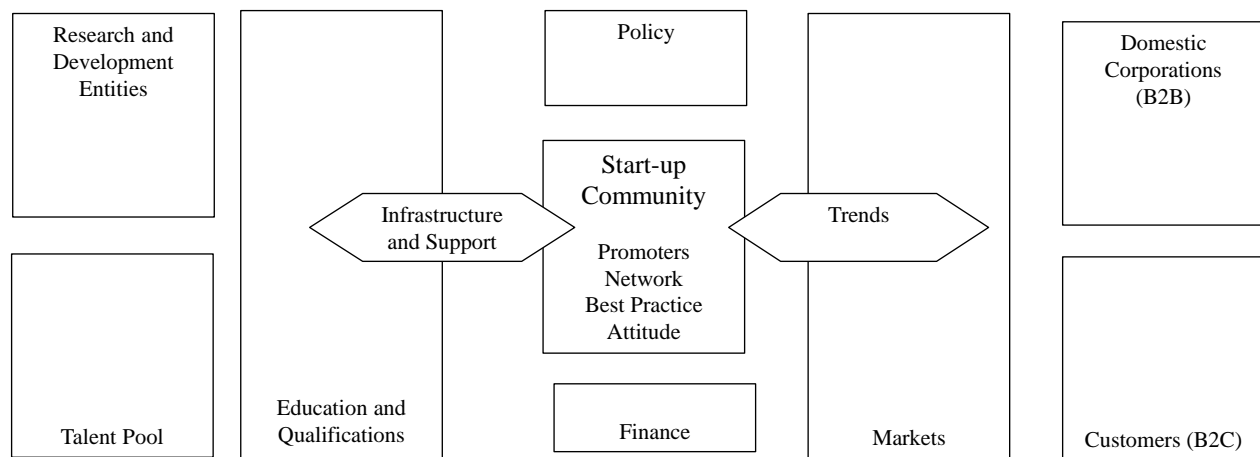 Research and
Development
Entities
Talent Pool
Education and
Qualifications
Infrastructure
and Support
Policy
Start-up
Community
Promoters
Network
Best Practice
Attitude
Finance
Trends
Markets
Domestic
Corporations
(B2B)
Customers (B2C)